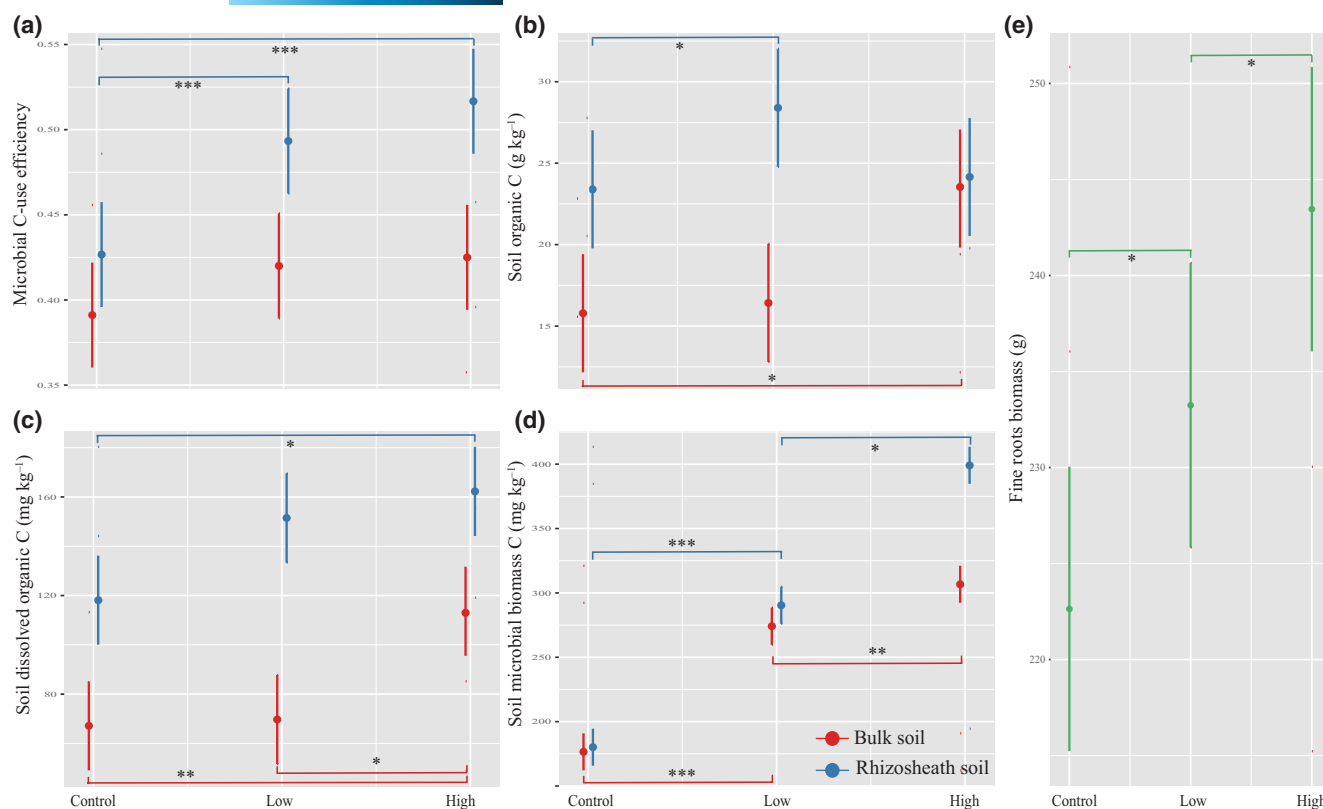 (a)
Microbial C-use efficiency
0.55
0.50
0.45
0.40
0.35
***
***
(b)
Soil organic C (g kg⁻¹)
30
25
20
15
*
*
(c)
Soil dissolved organic C (mg kg⁻¹)
160
120
80
*
**
*
Control Low High
(d)
Soil microbial biomass C (mg kg⁻¹)
400
350
300
250
200
*
***
**
***
Bulk soil
Rhizosheath soil
Control Low High
(e)
Fine roots biomass (g)
250
240
230
220
*
*
Control Low High